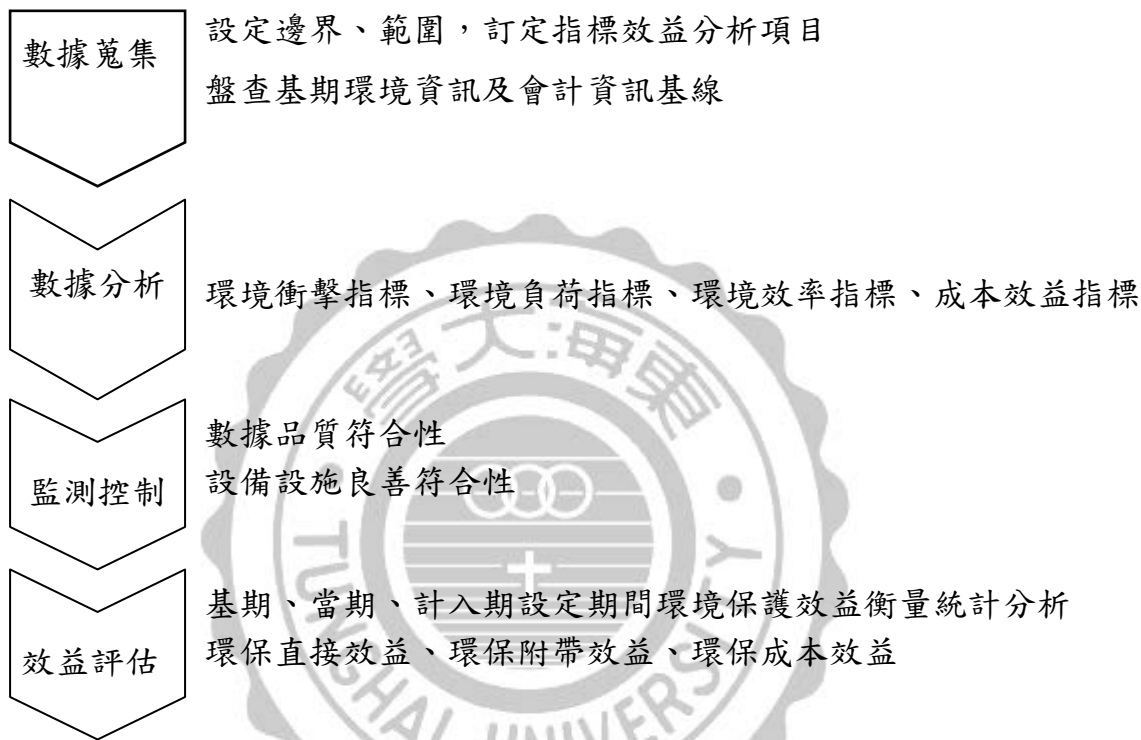 數據蒐集
設定邊界、範圍，訂定指標效益分析項目
盤查基期環境資訊及會計資訊基線
數據分析
環境衝擊指標、環境負荷指標、環境效率指標、成本效益指標
監測控制
數據品質符合性
設備設施良善符合性
效益評估
基期、當期、計入期設定期間環境保護效益衡量統計分析
環保直接效益、環保附帶效益、環保成本效益
學大海東
TUNGHAI UNIVERSITY